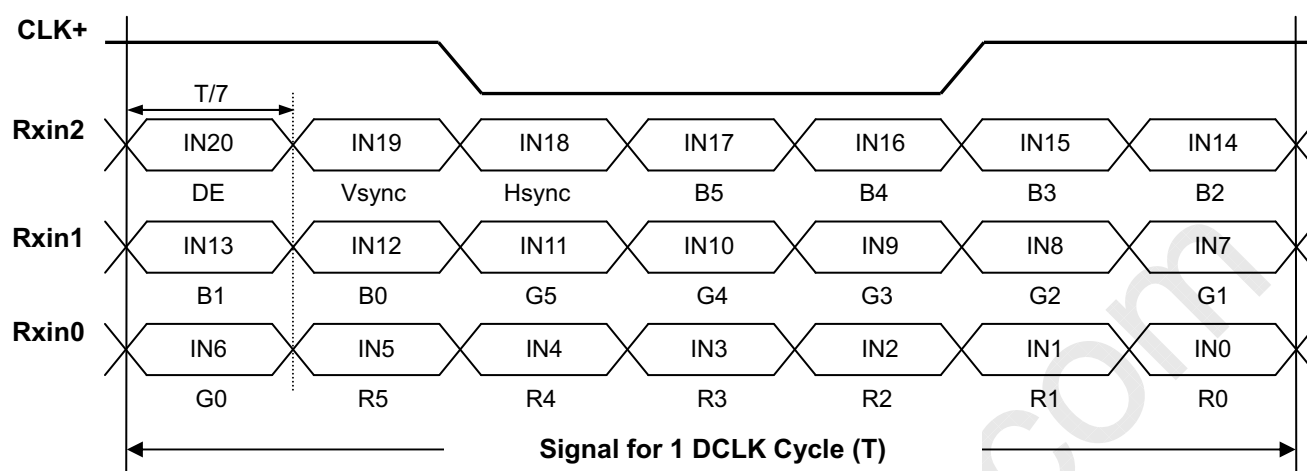 CLK+
T/7
Rxin2 IN20 IN19 IN18 IN17 IN16 IN15 IN14
DE Vsync Hsync B5 B4 B3 B2
Rxin1 IN13 IN12 IN11 IN10 IN9 IN8 IN7
B1 B0 G5 G4 G3 G2 G1
Rxin0 IN6 IN5 IN4 IN3 IN2 IN1 IN0
G0 R5 R4 R3 R2 R1 R0
Signal for 1 DCLK Cycle (T)
com